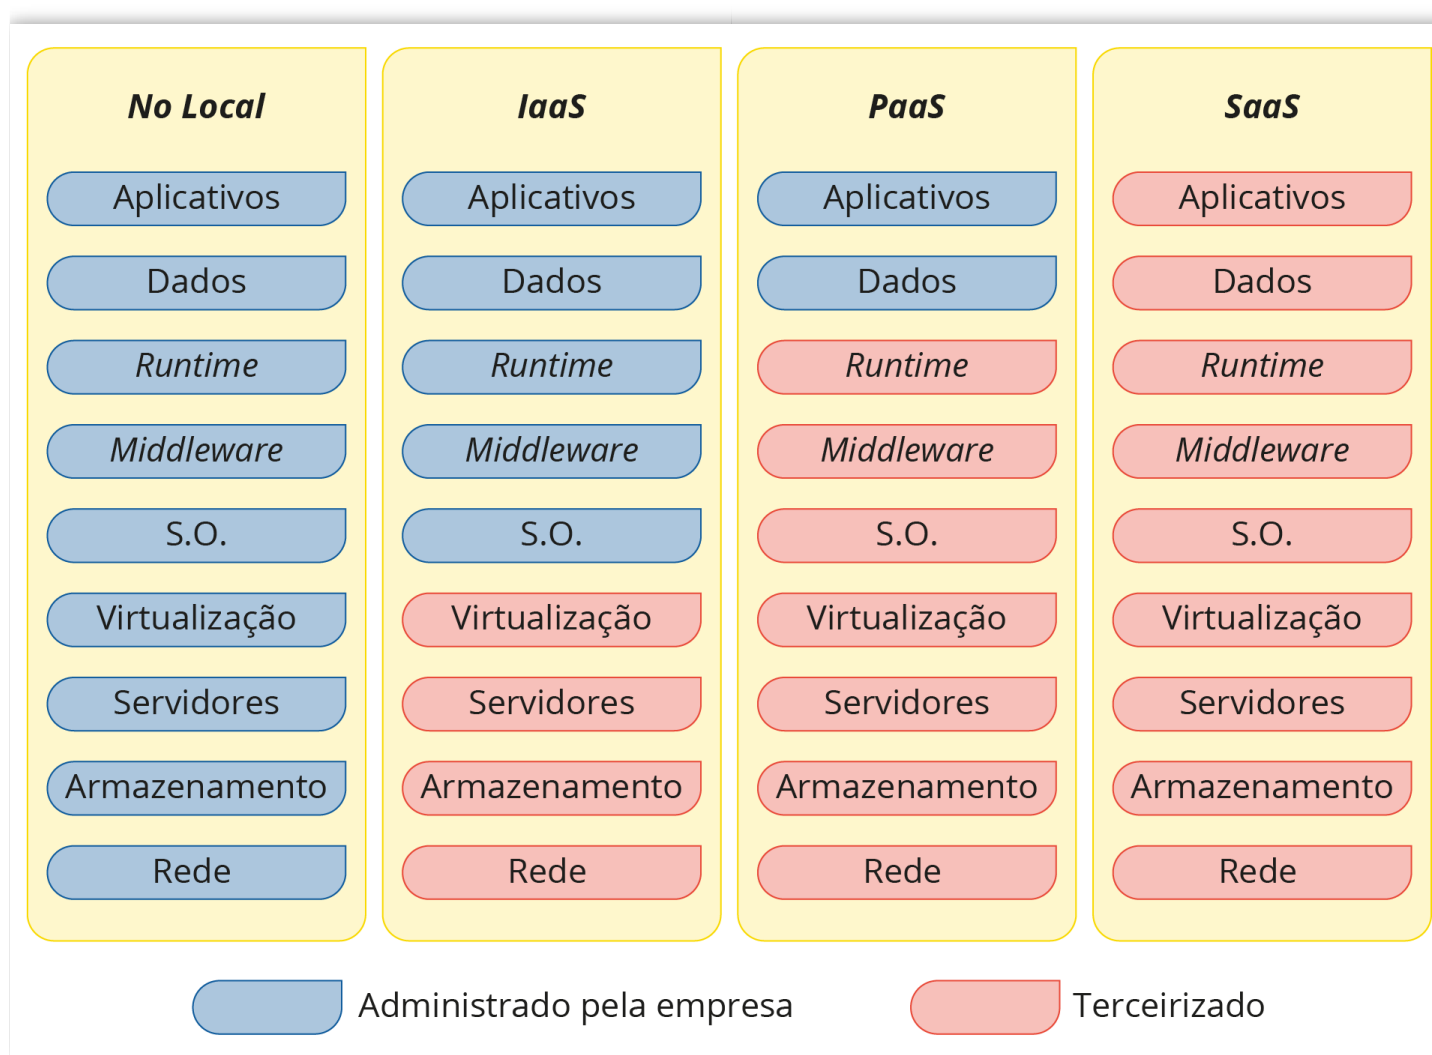 No Local
Aplicativos
Dados
Runtime
Middleware
S.O.
Virtualização
Servidores
Armazenamento
Rede
IaaS
Aplicativos
Dados
Runtime
Middleware
S.O.
Virtualização
Servidores
Armazenamento
Rede
PaaS
Aplicativos
Dados
Runtime
Middleware
S.O.
Virtualização
Servidores
Armazenamento
Rede
SaaS
Aplicativos
Dados
Runtime
Middleware
S.O.
Virtualização
Servidores
Armazenamento
Rede
Administrado pela empresa
Terceirizado